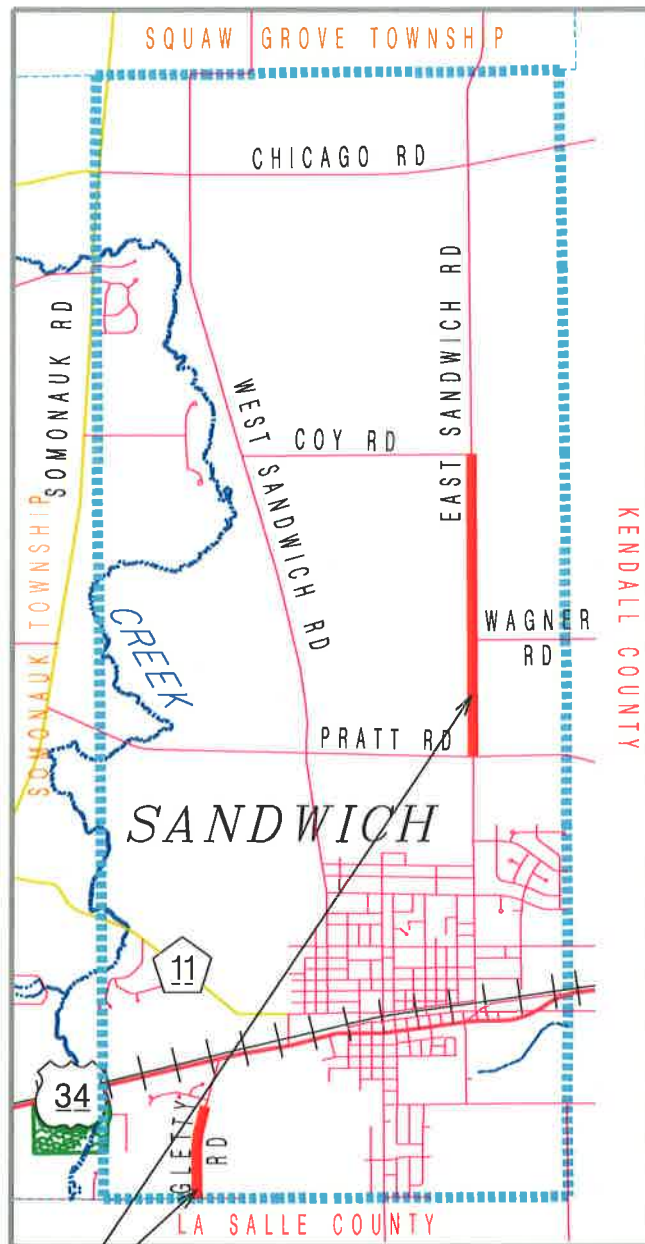 SQUAW GROVE TOWNSHIP
CHICAGO RD
SOMONAUK RD
EAST SANDWICH RD
WEST SANDWICH RD
COY RD
SOMONAUK TOWNSHIP
KENDALL COUNTY
CREEK
WAGNER
RD
PRATT RD
SANDWICH
11
34
GLETTY
RD
LA SALLE COUNTY